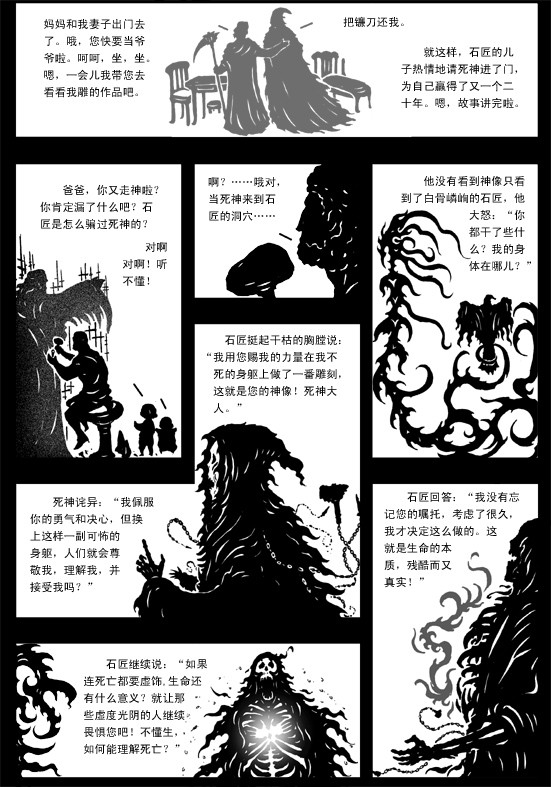 妈妈和我妻子出门去
了。哦，您快要当爷
爷啦。呵呵，坐，坐。
嗯，一会儿我带您去
看看我雕的作品吧。
把镰刀还我。
就这样，石匠的儿
子热情地请死神进了门，
为自己赢得了又一个二
十年。嗯，故事讲完啦。
爸爸，你又走神啦？
你肯定漏了什么吧？石
匠是怎么骗过死神的？
对啊
对啊！听
不懂！
啊？……哦对，
当死神来到石
匠的洞穴……
他没有看到神像只看
到了白骨嶙峋的石匠，他
大怒：“你
都干了些什
么？我的身
体在哪儿？”
石匠挺起干枯的胸膛说：
“我用您赐我的力量在我不
死的身躯上做了一番雕刻，
这就是您的神像！死神大
人。”
死神诧异：“我佩服
你的勇气和决心，但换
上这样一副可怖的
身躯，人们就会尊
敬我，理解我，并
接受我吗？”
石匠回答：“我没有忘
记您的嘱托，考虑了很久，
我才决定这么做的。这
就是生命的本
质，残酷而又
真实！”
石匠继续说：“如果
连死亡都要虚饰，生命还
有什么意义？就让那
些虚度光阴的人继续
畏惧您吧！不懂生，
如何能理解死亡？”